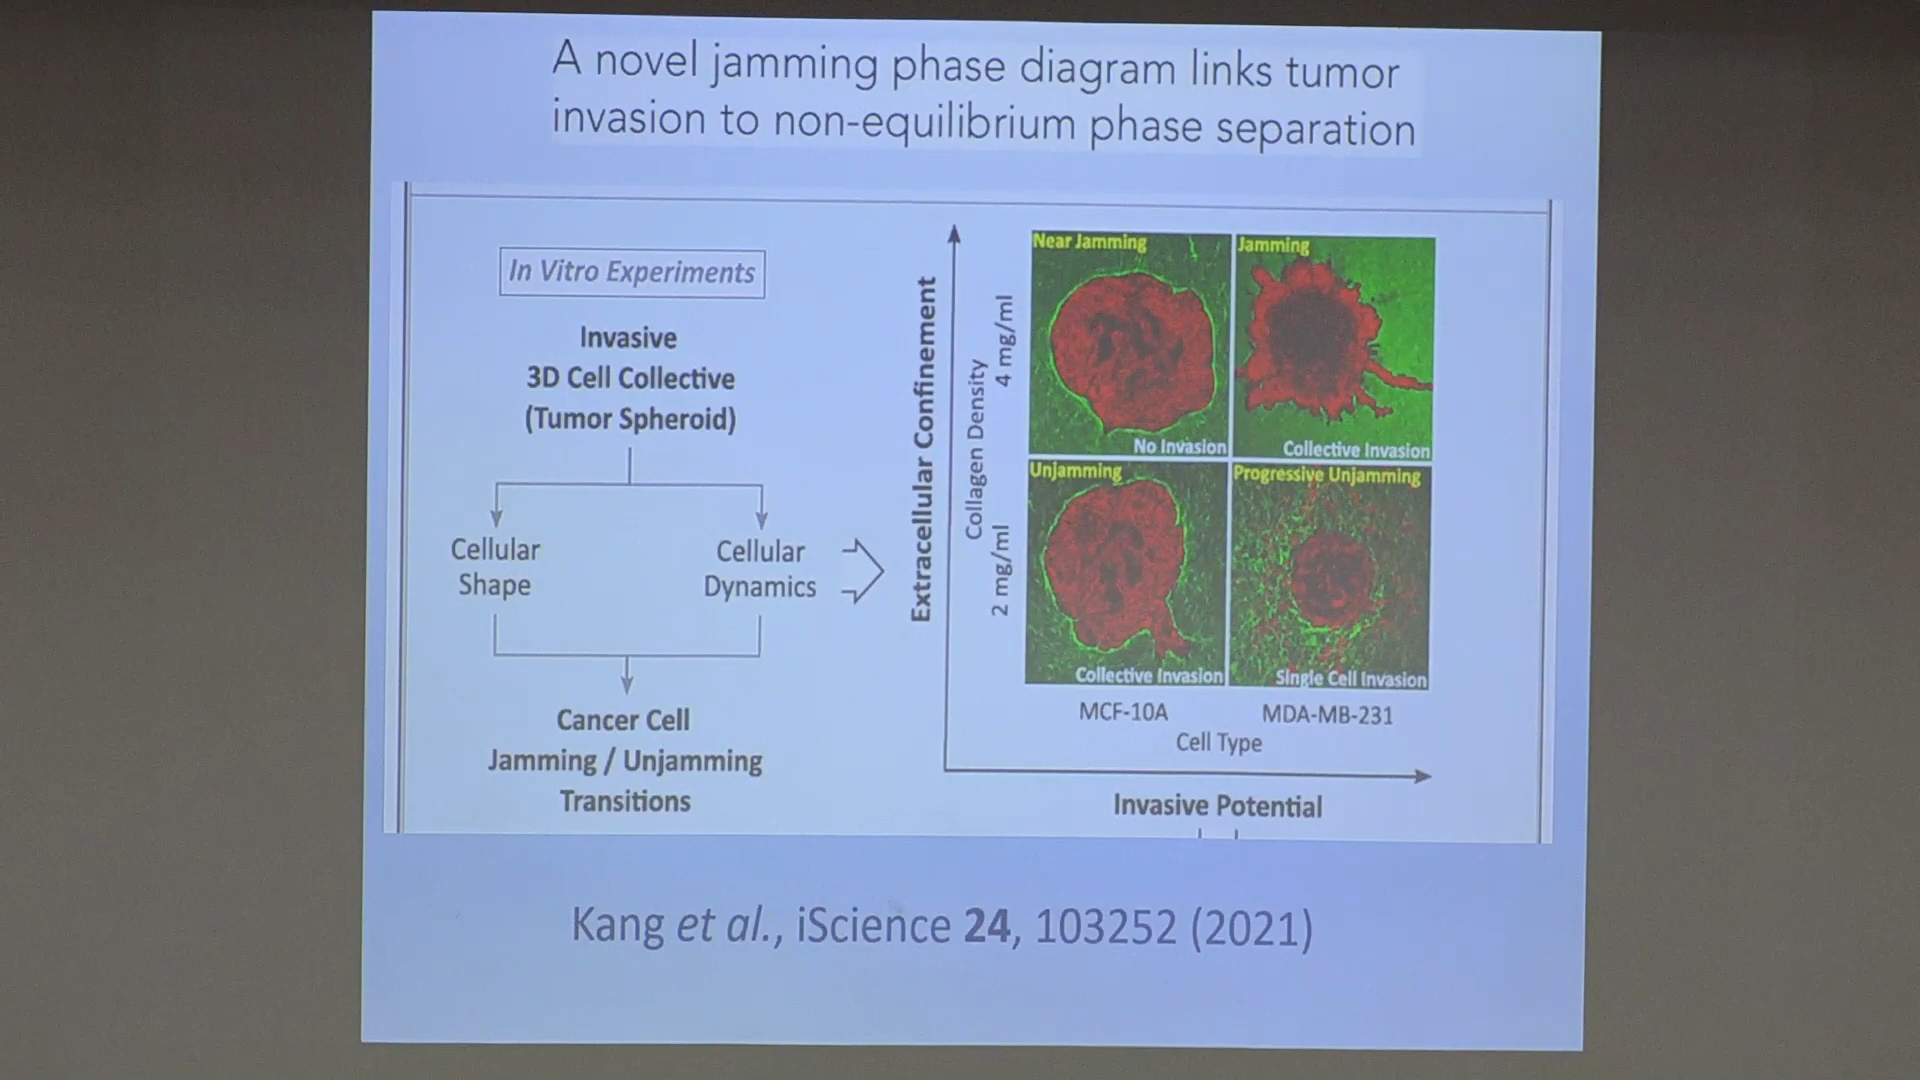 A novel jamming phase diagram links tumor
invasion to non-equilibrium phase separation
In Vitro Experiments
Invasive
3D Cell Collective
(Tumor Spheroid)
Cellular
Shape
Cellular
Dynamics
Cancer Cell
Jamming / Unjamming
Transitions
Extracellular Confinement
Collagen Density
4 mg/ml
2 mg/ml
Near Jamming
No Invasion
Jamming
Collective Invasion
Unjamming
Collective Invasion
Progressive Unjamming
Single Cell Invasion
MCF-10A
MDA-MB-231
Cell Type
Invasive Potential
Kang et al., iScience 24, 103252 (2021)